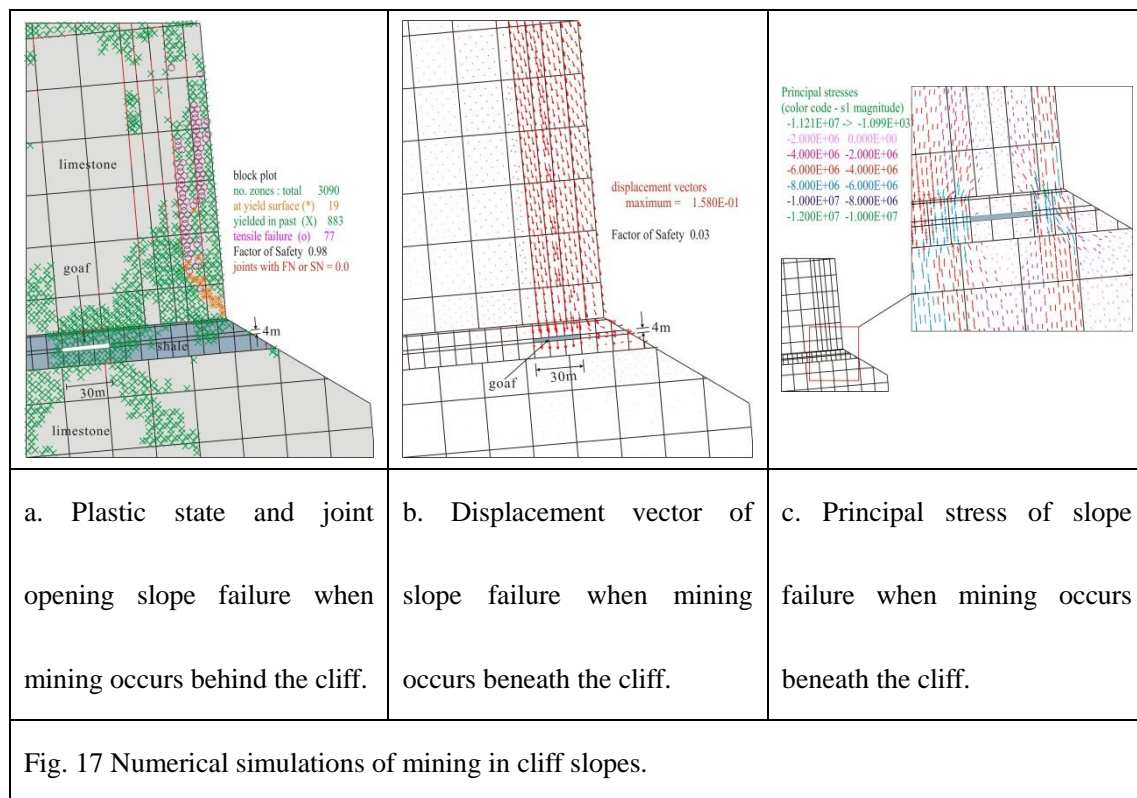 limestone
goaf
block plot
no. zones : total 3090
at yield surface (*) 19
yielded in past (X) 883
tensile failure (o) 77
Factor of Safety 0.98
joints with FN or SN = 0.0
4m
shale
30m
limestone
displacement vectors
maximum = 1.580E-01
Factor of Safety 0.03
4m
goaf
30m
Principal stresses
(color code - s1 magnitude)
-1.121E+07 -> -1.099E+03
-2.000E+06 0.000E+00
-4.000E+06 -2.000E+06
-6.000E+06 -4.000E+06
-8.000E+06 -6.000E+06
-1.000E+07 -8.000E+06
-1.200E+07 -1.000E+07
a. Plastic state and joint
opening slope failure when
mining occurs behind the cliff.
b. Displacement vector of
slope failure when mining
occurs beneath the cliff.
c. Principal stress of slope
failure when mining occurs
beneath the cliff.
Fig. 17 Numerical simulations of mining in cliff slopes.